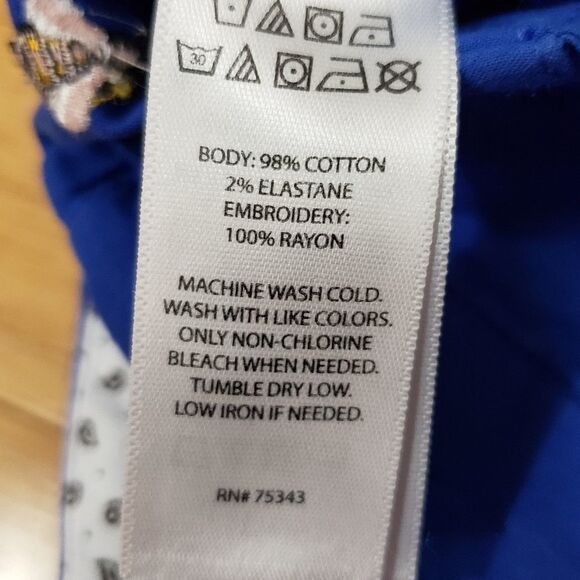 30
BODY: 98% COTTON
2% ELASTANE
EMBROIDERY:
100% RAYON
MACHINE WASH COLD.
WASH WITH LIKE COLORS.
ONLY NON-CHLORINE
BLEACH WHEN NEEDED.
TUMBLE DRY LOW.
LOW IRON IF NEEDED.
RN# 75343